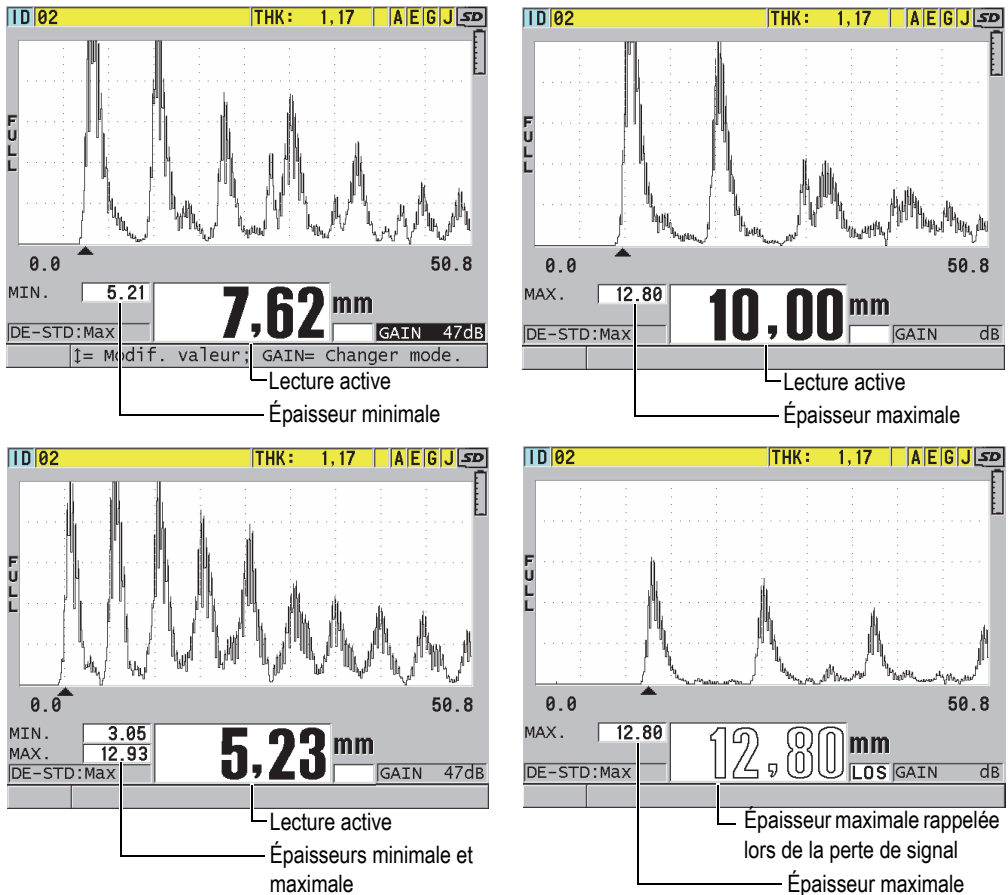 ID 02 THK: 1,17 A E G J SD
FULL
0.0 50.8
MIN. 5.21 7,62 mm
DE-STD:Max GAIN 47dB
↕= Modif. valeur; GAIN= Changer mode.
Lecture active
Épaisseur minimale
ID 02 THK: 1,17 A E G J SD
FULL
0.0 50.8
MAX. 12.80 10,00 mm
DE-STD:Max GAIN dB
Lecture active
Épaisseur maximale
ID 02 THK: 1,17 A E G J SD
FULL
0.0 50.8
MIN. 3.05
MAX. 12.93 5,23 mm
DE-STD:Max GAIN 47dB
Lecture active
Épaisseurs minimale et
maximale
ID 02 THK: 1,17 A E G J SD
FULL
0.0 50.8
MAX. 12.80 12,80 mm
DE-STD:Max LOS GAIN dB
Épaisseur maximale rappelée
lors de la perte de signal
Épaisseur maximale